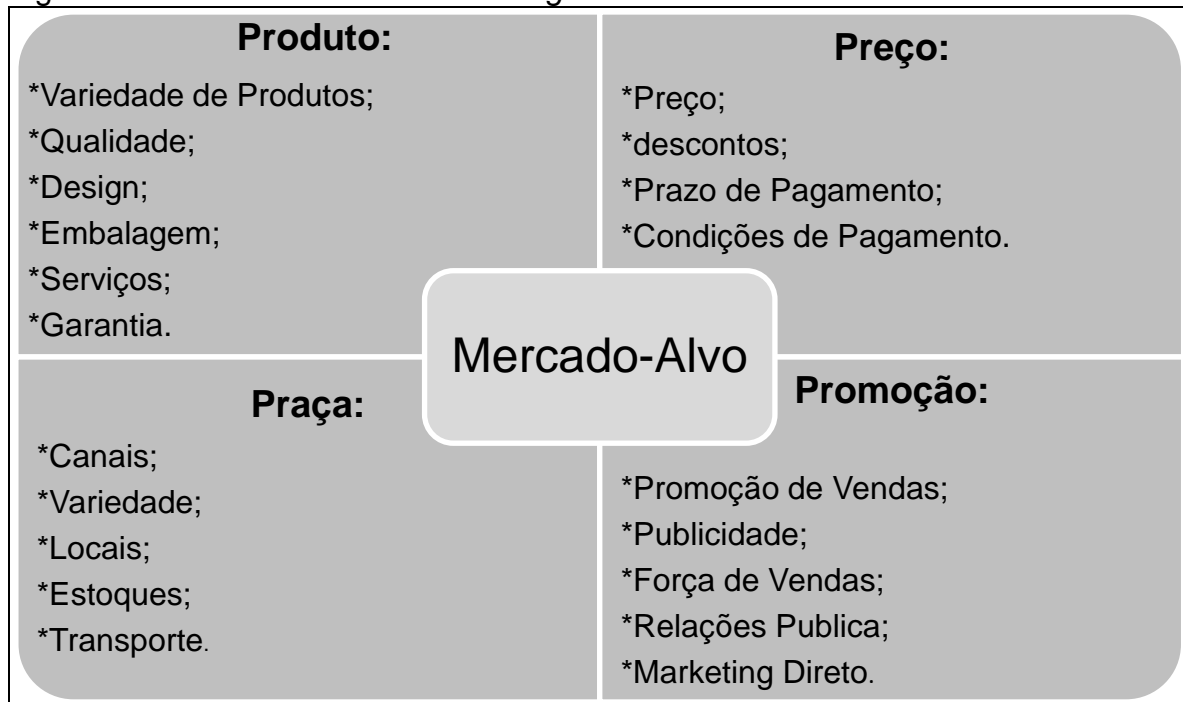 Produto:
*Variedade de Produtos;
*Qualidade;
*Design;
*Embalagem;
*Serviços;
*Garantia.
Preço:
*Preço;
*descontos;
*Prazo de Pagamento;
*Condições de Pagamento.
Mercado-Alvo
Praça:
*Canais;
*Variedade;
*Locais;
*Estoques;
*Transporte.
Promoção:
*Promoção de Vendas;
*Publicidade;
*Força de Vendas;
*Relações Publica;
*Marketing Direto.